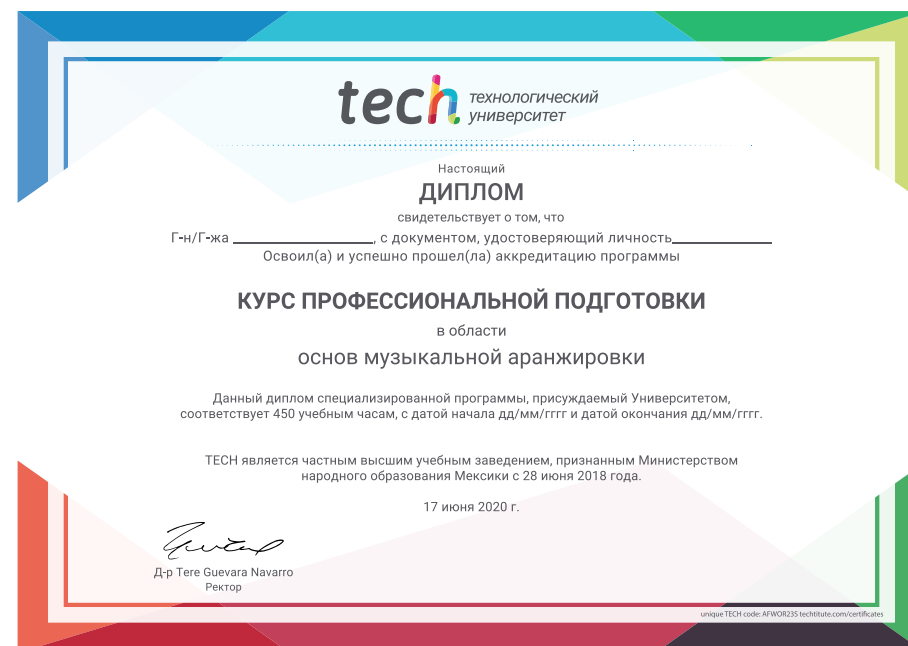 tech технологический
университет
Настоящий
ДИПЛОМ
свидетельствует о том, что
Г-н/Г-жа ____________________, с документом, удостоверяющий личность______________
Освоил(а) и успешно прошел(ла) аккредитацию программы
КУРС ПРОФЕССИОНАЛЬНОЙ ПОДГОТОВКИ
в области
основ музыкальной аранжировки
Данный диплом специализированной программы, присуждаемый Университетом,
соответствует 450 учебным часам, с датой начала дд/мм/гггг и датой окончания дд/мм/гггг.
TECH является частным высшим учебным заведением, признанным Министерством
народного образования Мексики с 28 июня 2018 года.
17 июня 2020 г.
Д-р Tere Guevara Navarro
Ректор
unique TECH code: AFWOR23S techtitute.com/certificates